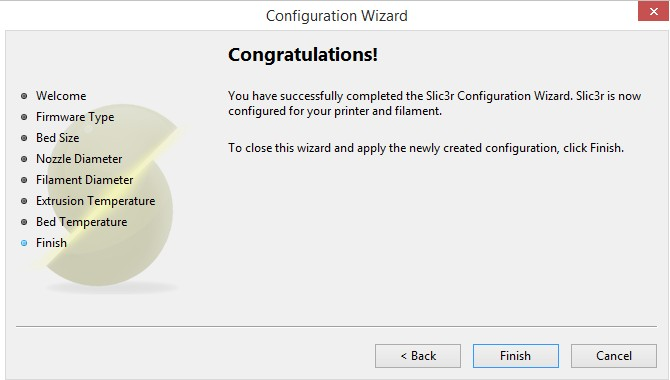 Configuration Wizard
Congratulations!
Welcome
Firmware Type
Bed Size
Nozzle Diameter
Filament Diameter
Extrusion Temperature
Bed Temperature
Finish
You have successfully completed the Slic3r Configuration Wizard. Slic3r is now
configured for your printer and filament.
To close this wizard and apply the newly created configuration, click Finish.
< Back
Finish
Cancel